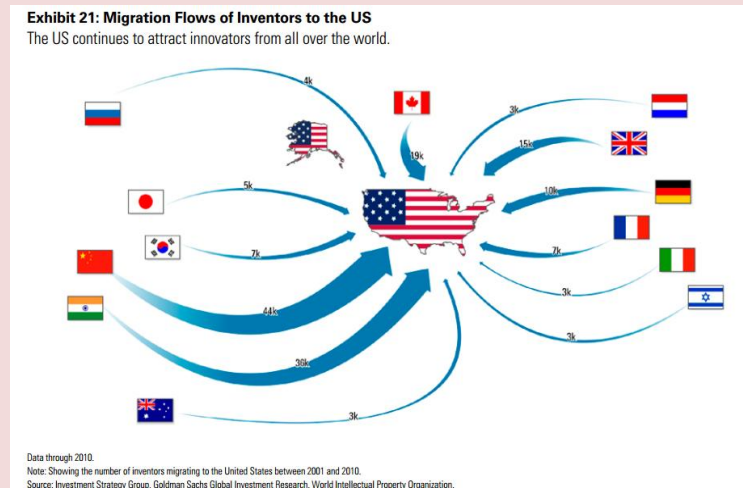 Exhibit 21: Migration Flows of Inventors to the US
The US continues to attract innovators from all over the world.
4k
3k
15k
19k
5k
10k
7k
7k
3k
44k
3k
36k
3k
Data through 2010.
Note: Showing the number of inventors migrating to the United States between 2001 and 2010.
Source: Investment Strategy Group, Goldman Sachs Global Investment Research, World Intellectual Property Organization.